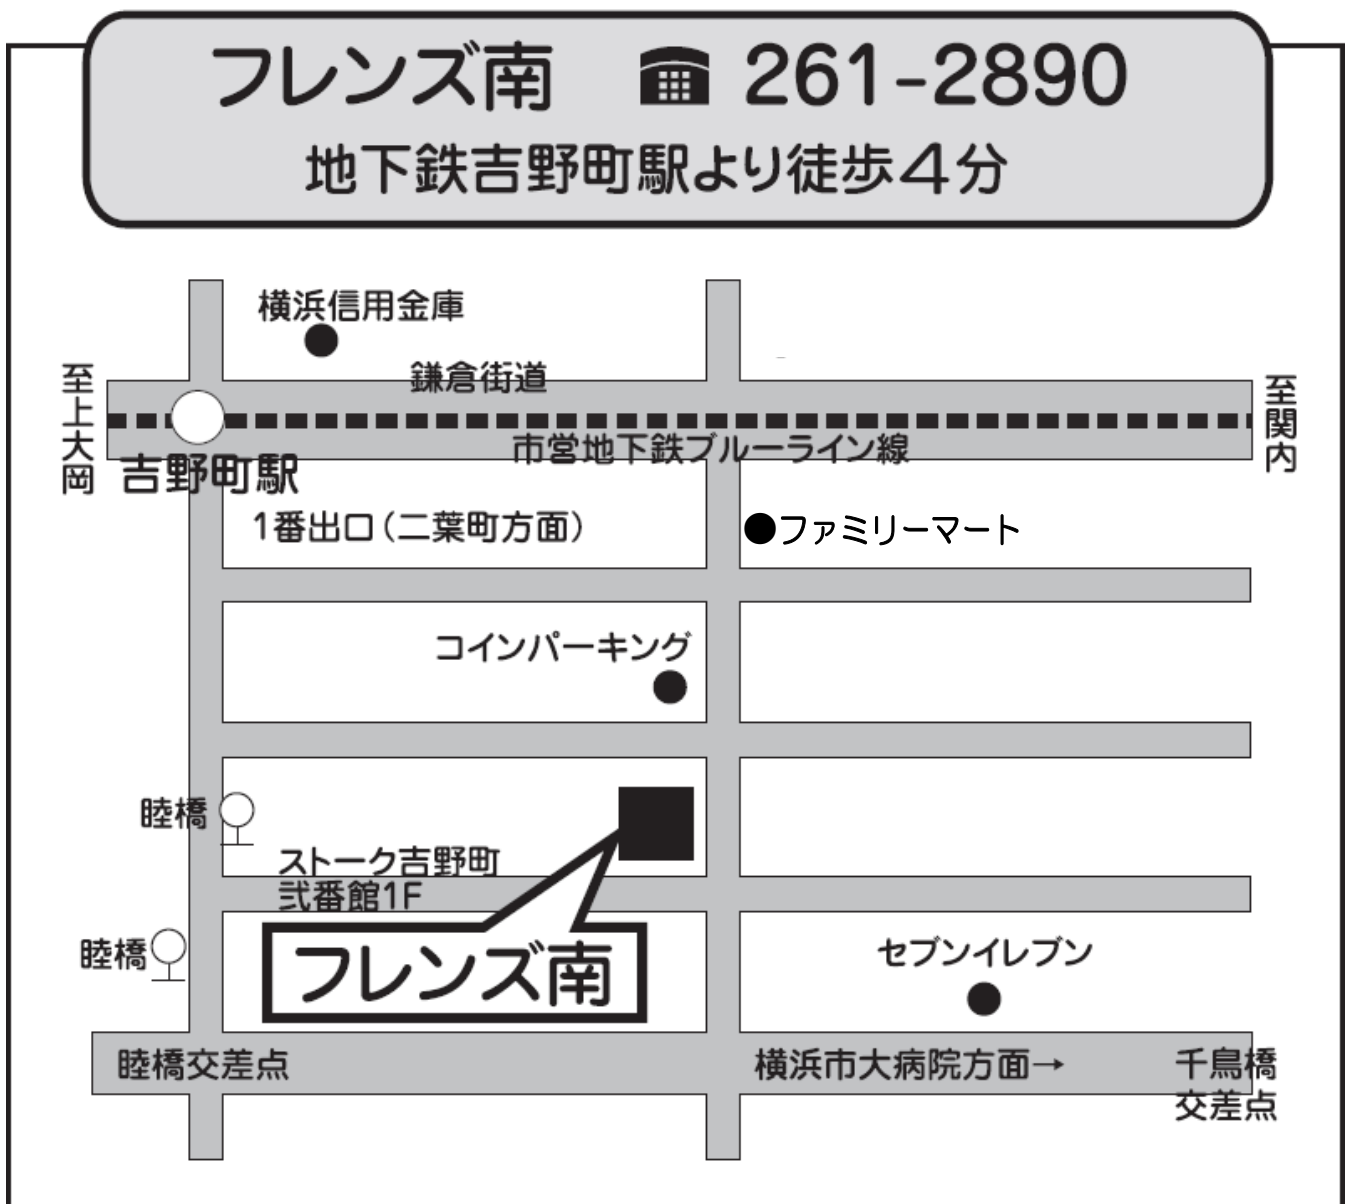 フレンズ南 ☎ 261-2890
地下鉄吉野町駅より徒歩4分
横浜信用金庫
鎌倉街道
至上大岡
至関内
市営地下鉄ブルーライン線
吉野町駅
1番出口（二葉町方面）
ファミリーマート
コインパーキング
睦橋
ストーク吉野町
弐番館1F
睦橋
フレンズ南
セブンイレブン
睦橋交差点
横浜市大病院方面→
千鳥橋
交差点